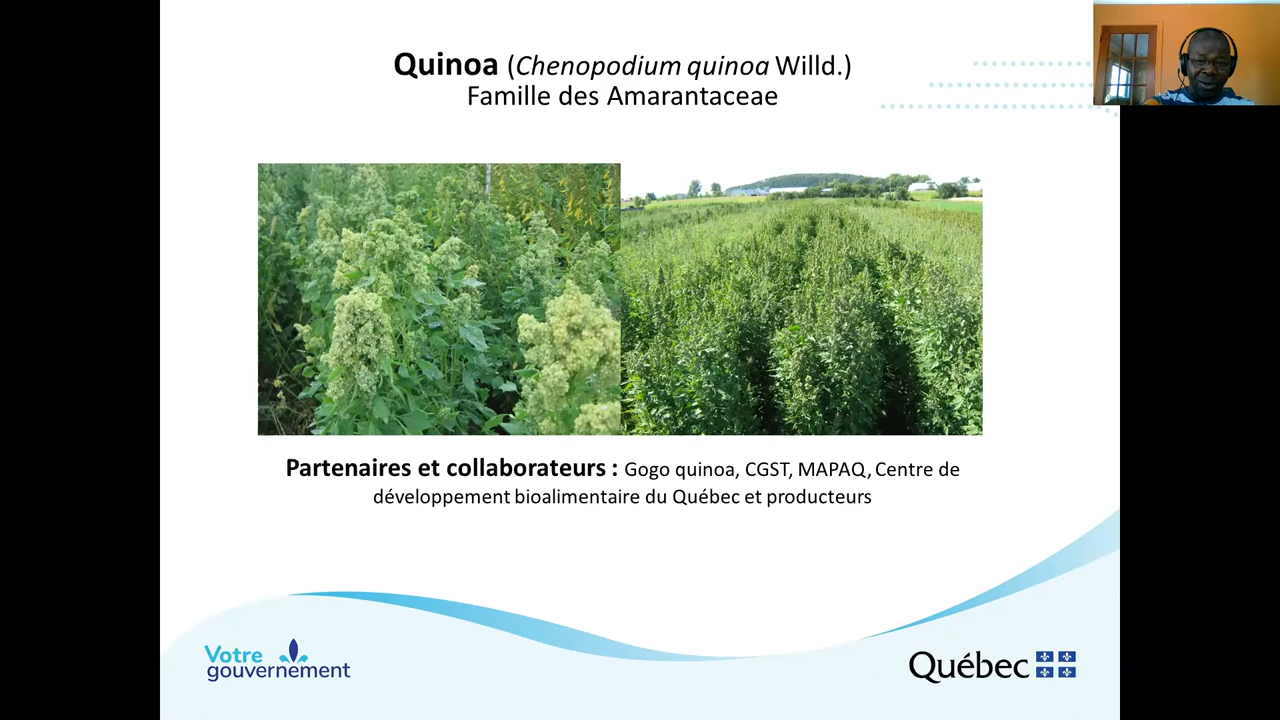 Quinoa (Chenopodium quinoa Willd.)
Famille des Amarantaceae
Partenaires et collaborateurs : Gogo quinoa, CGST, MAPAQ, Centre de
développement bioalimentaire du Québec et producteurs
Votre
gouvernement
Québec